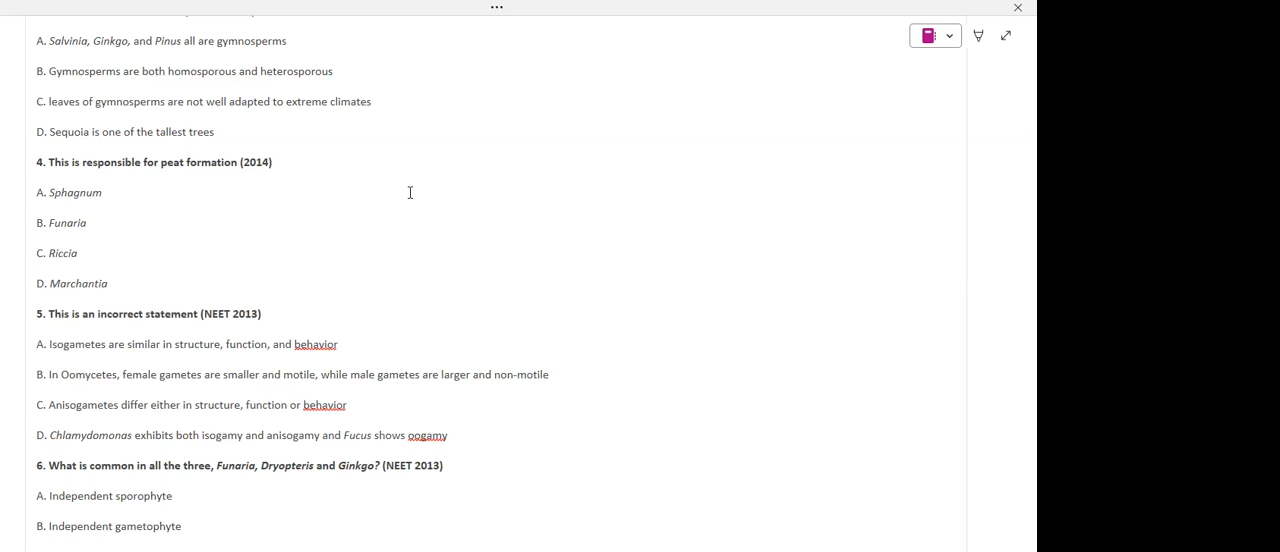 A. Salvinia, Ginkgo, and Pinus all are gymnosperms
B. Gymnosperms are both homosporous and heterosporous
C. leaves of gymnosperms are not well adapted to extreme climates
D. Sequoia is one of the tallest trees
4. This is responsible for peat formation (2014)
A. Sphagnum
B. Funaria
C. Riccia
D. Marchantia
5. This is an incorrect statement (NEET 2013)
A. Isogametes are similar in structure, function, and behavior
B. In Oomycetes, female gametes are smaller and motile, while male gametes are larger and non-motile
C. Anisogametes differ either in structure, function or behavior
D. Chlamydomonas exhibits both isogamy and anisogamy and Fucus shows oogamy
6. What is common in all the three, Funaria, Dryopteris and Ginkgo? (NEET 2013)
A. Independent sporophyte
B. Independent gametophyte